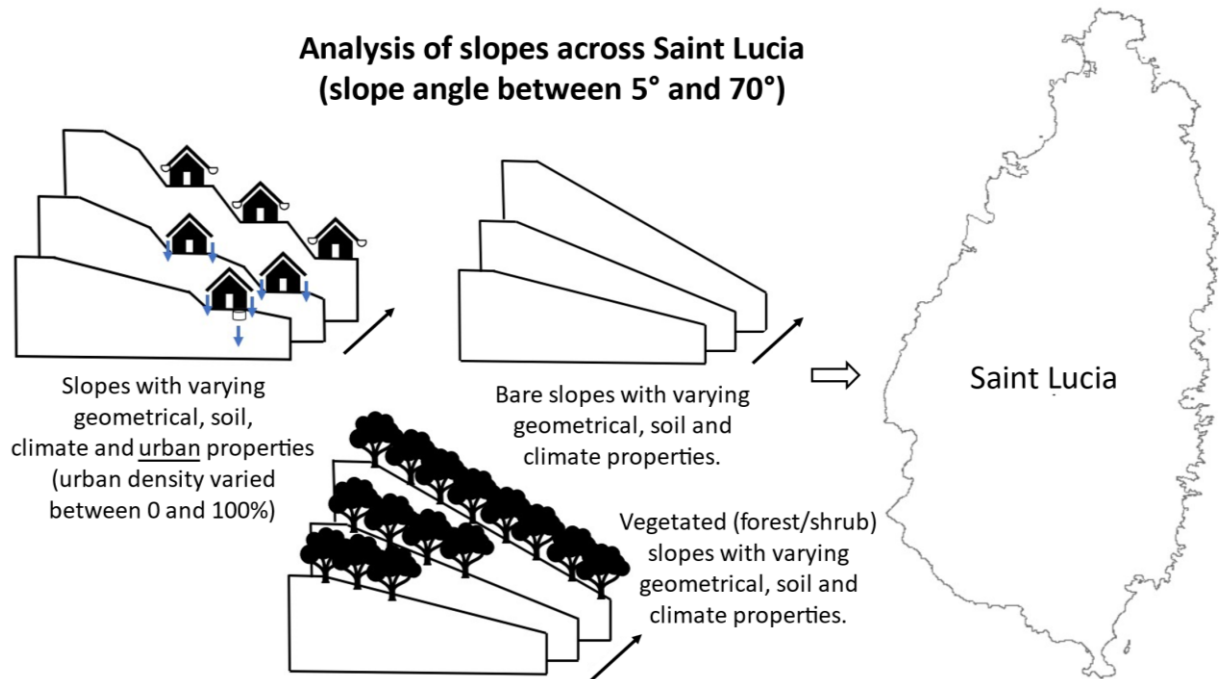 Analysis of slopes across Saint Lucia
(slope angle between 5° and 70°)
Slopes with varying
geometrical, soil,
climate and urban properties
(urban density varied
between 0 and 100%)
Bare slopes with varying
geometrical, soil and
climate properties.
Vegetated (forest/shrub)
slopes with varying
geometrical, soil and
climate properties.
Saint Lucia